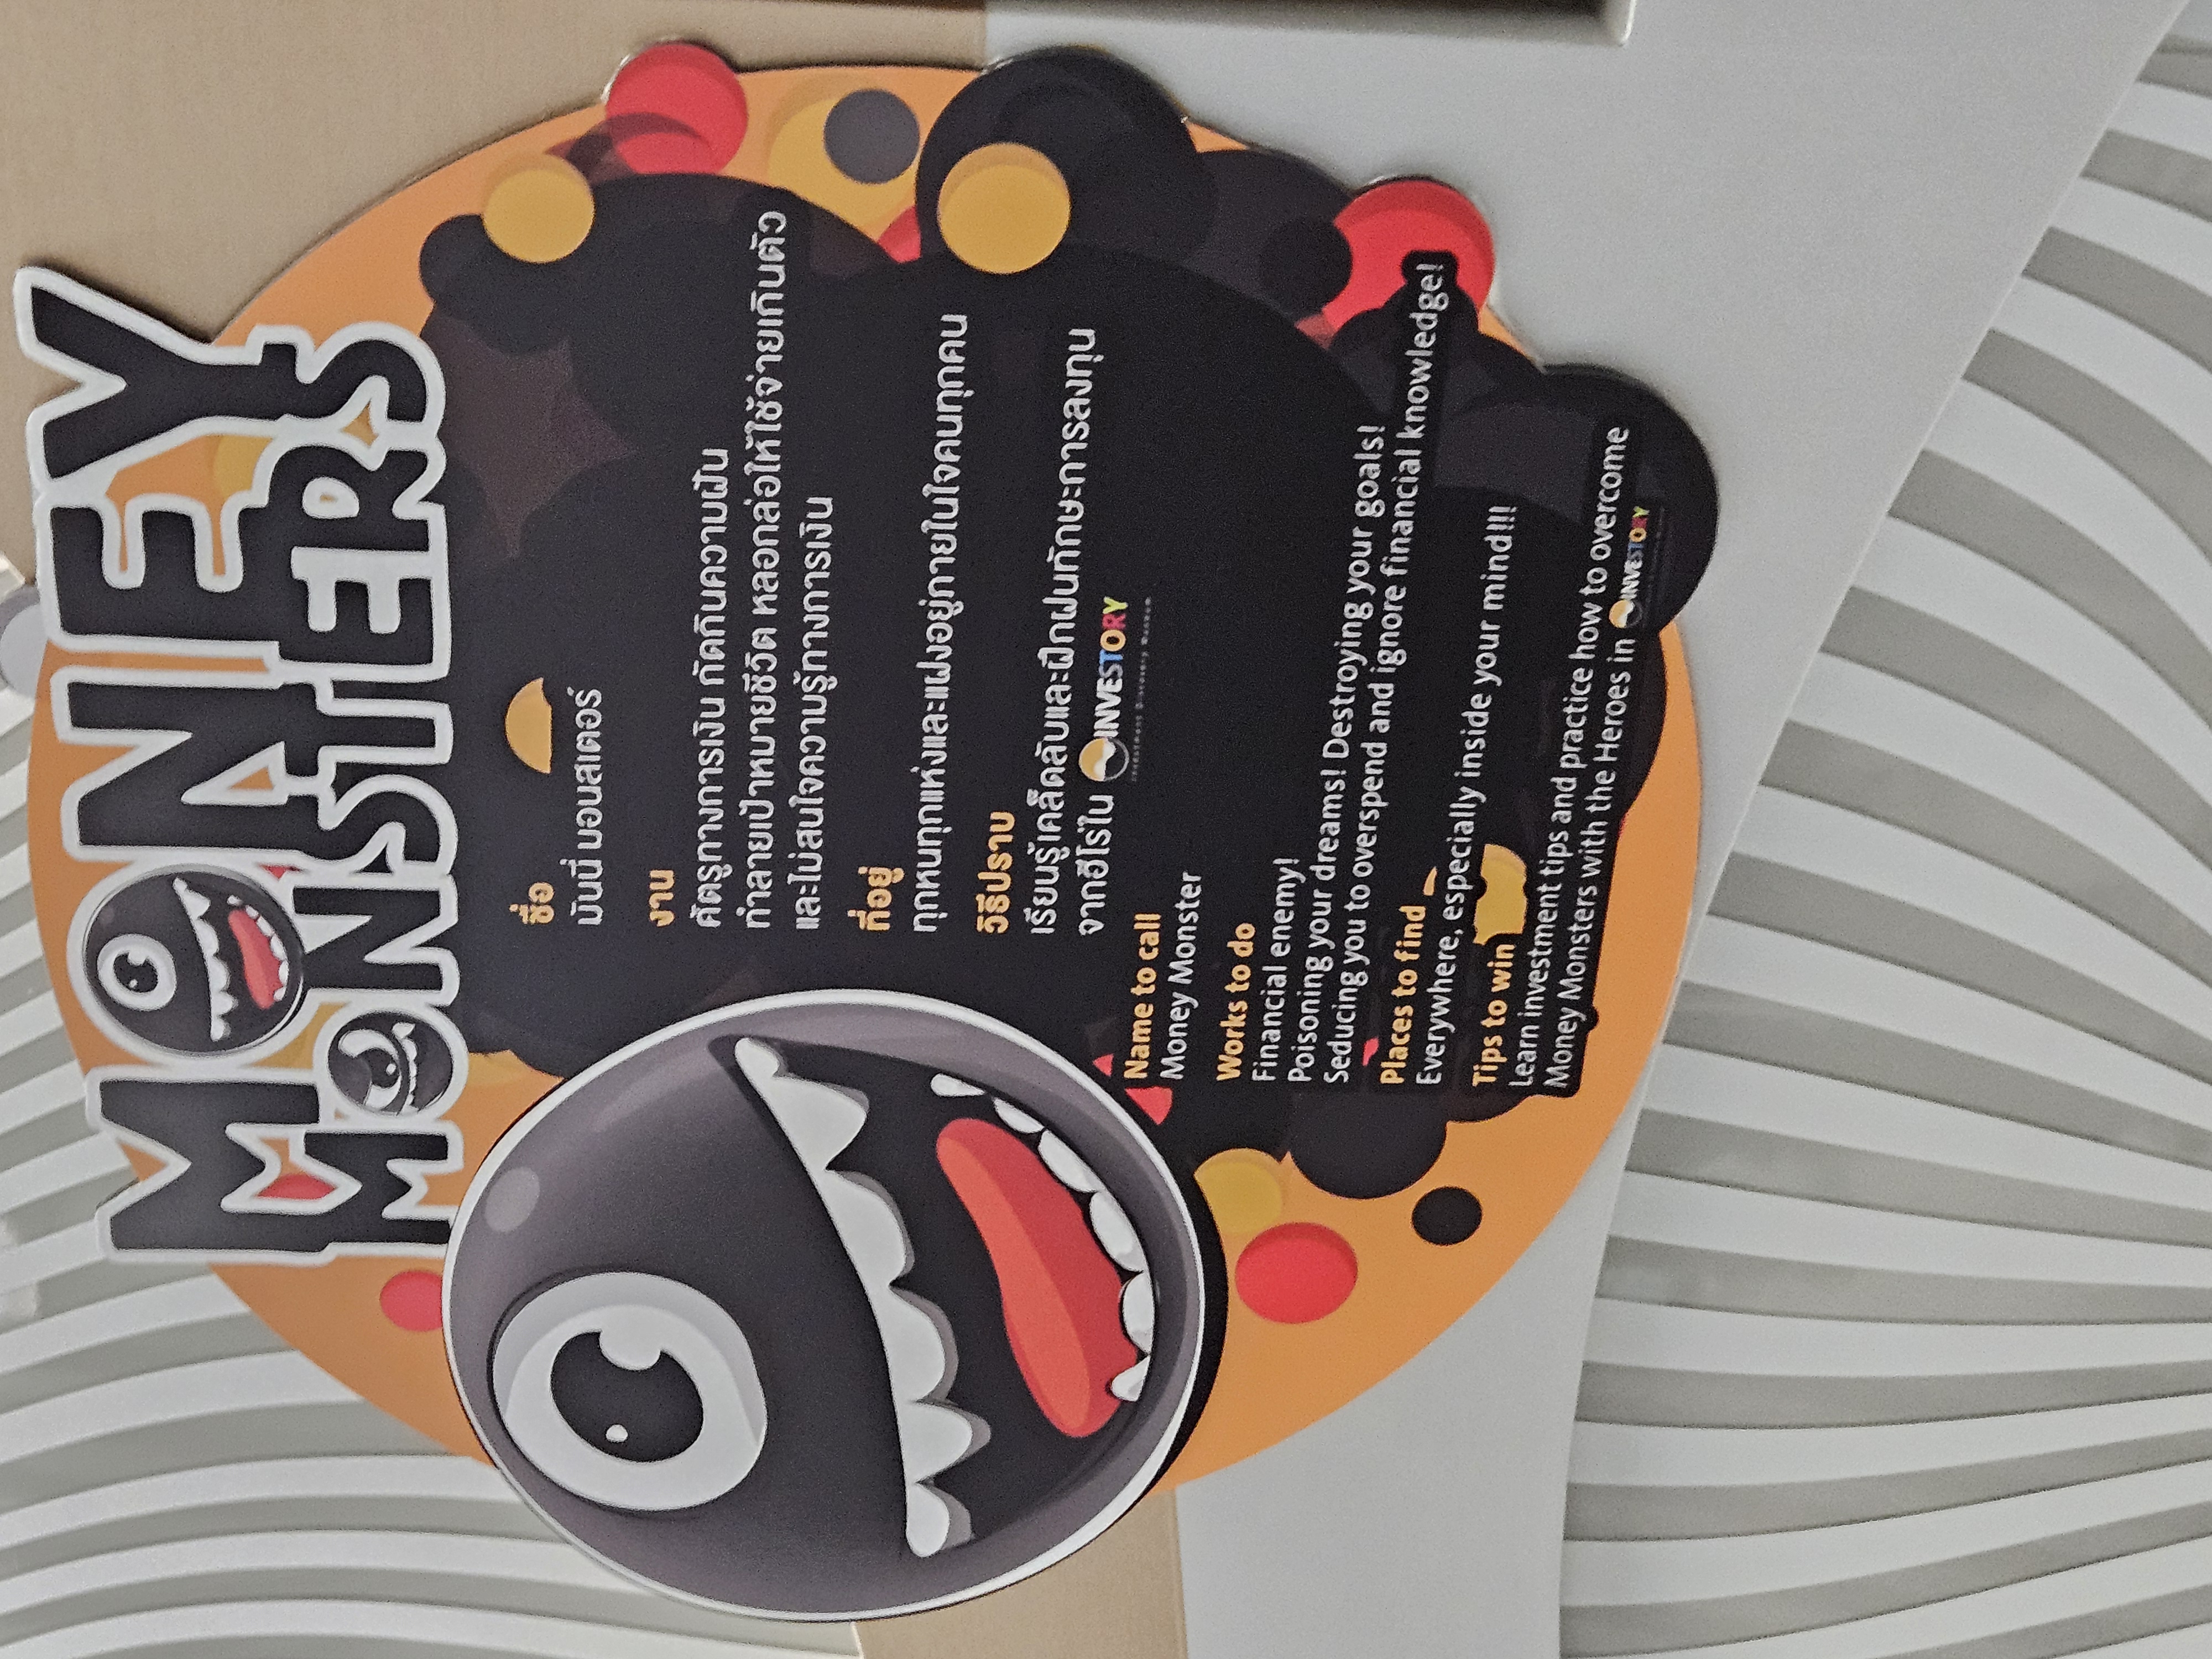 MONEY
MONSTERS
ชื่อ
มันนี่ มอนสเตอร์
งาน
ศัตรูทางการเงิน กัดกินความฝัน
ทำลายเป้าหมายชีวิต หลอกล่อให้ใช้จ่ายเกินตัว
และไม่สนใจความรู้ทางการเงิน
ที่อยู่
ทุกหนทุกแห่งและแฝงอยู่ภายในใจคนทุกคน
วิธีปราบ
เรียนรู้เคล็ดลับและฝึกฝนทักษะการลงทุน
จากฮีโร่ใน INVESTORY
Investment Discovery Museum
Name to call
Money Monster
Works to do
Financial enemy!
Poisoning your dreams! Destroying your goals!
Seducing you to overspend and ignore financial knowledge!
Places to find
Everywhere, especially inside your mind!!!
Tips to win
Learn investment tips and practice how to overcome
Money Monsters with the Heroes in INVESTORY